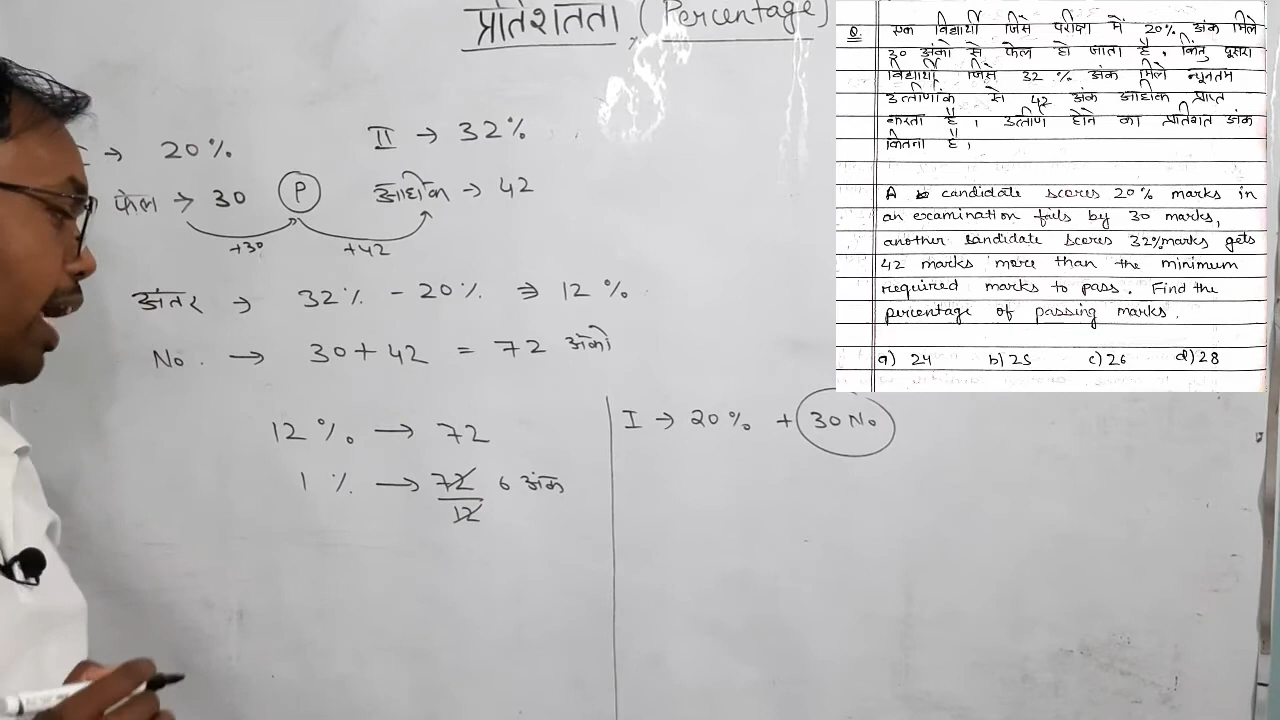 प्रतिशतता (Percentage)
Q. एक विद्यार्थी जिसे परीक्षा में 20% अंक मिले
30 अंको से फेल हो जाता है, किंतु दूसरा
विद्यार्थी जिसे 32 % अंक मिले न्यूनतम
उत्तीर्णांक से 42 अंक अधिक प्राप्त
करता है। उत्तीर्ण होने का प्रतिशत अंक
कितना है।
A candidate scores 20% marks in
an examination fails by 30 marks,
another candidate scores 32% marks gets
42 marks more than the minimum
required marks to pass. Find the
percentage of passing marks.
a) 24 b) 25 c) 26 d) 28
→ 20% II → 32%
फेल → 30 P अधिक → 42
+30 +42
अंतर → 32% - 20% ⇒ 12 %
No. → 30 + 42 = 72 अंको
12 % → 72
1 % → 72/12 6 अंक
I → 20% + 30 No